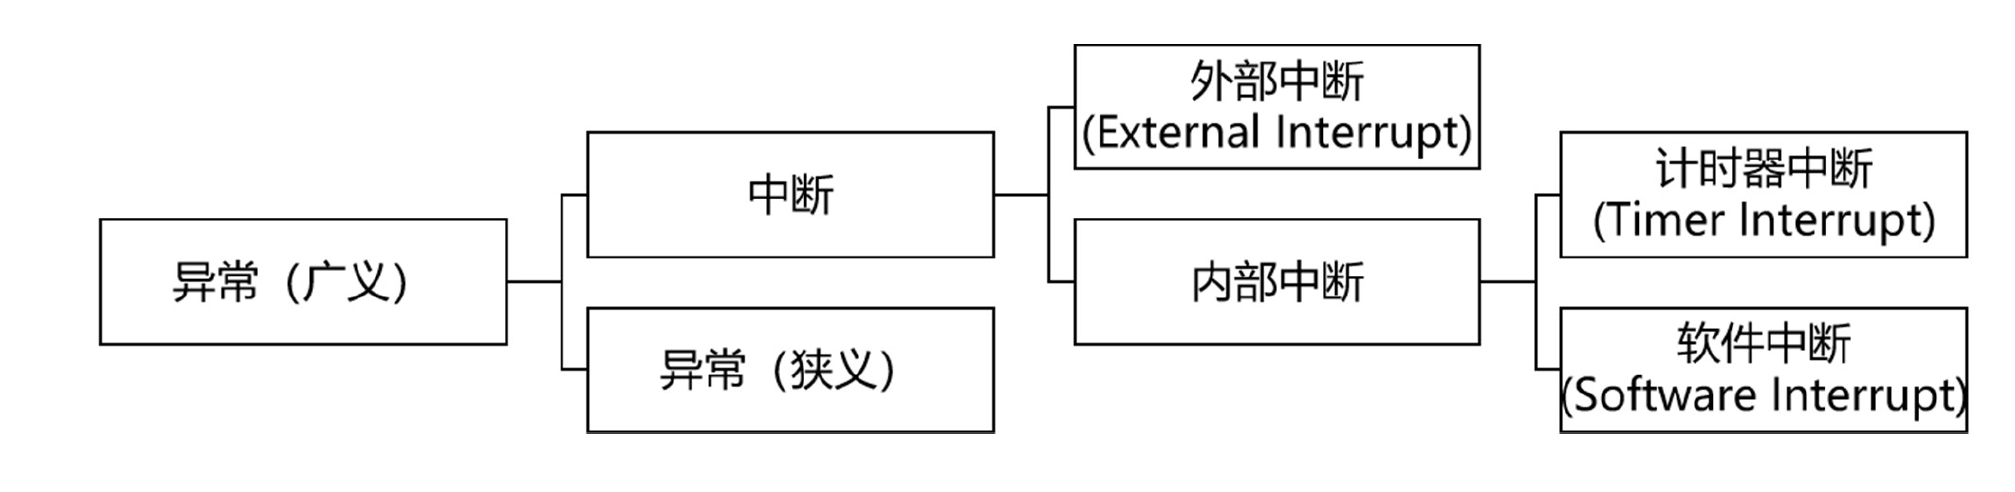 异常（广义）
中断
异常（狭义）
外部中断
(External Interrupt)
内部中断
计时器中断
(Timer Interrupt)
软件中断
(Software Interrupt)